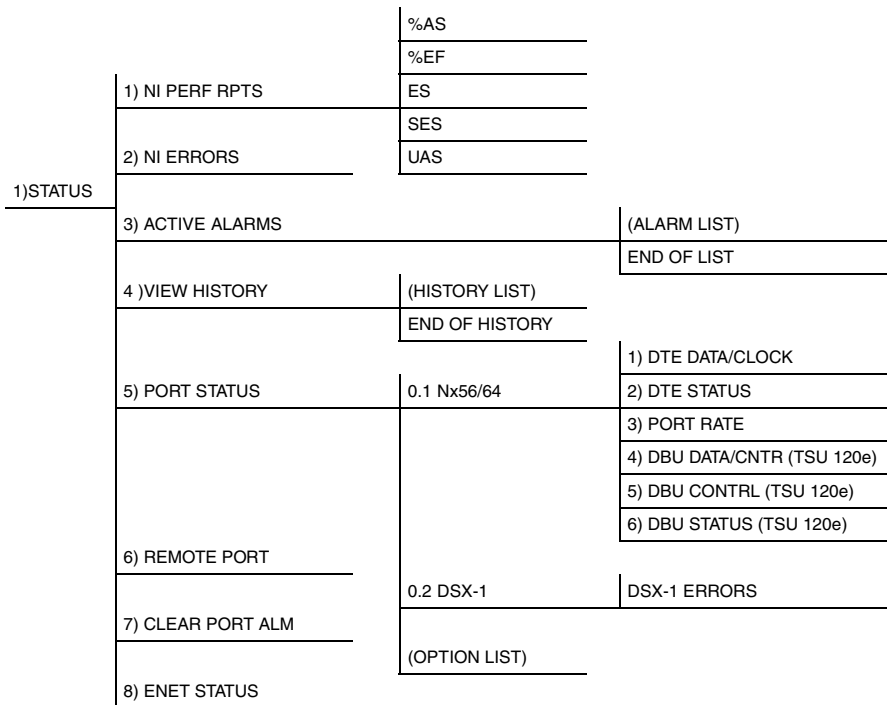 %AS
%EF
1) NI PERF RPTS
ES
SES
2) NI ERRORS
UAS
1)STATUS
3) ACTIVE ALARMS
(ALARM LIST)
END OF LIST
4 )VIEW HISTORY
(HISTORY LIST)
END OF HISTORY
1) DTE DATA/CLOCK
5) PORT STATUS
0.1 Nx56/64
2) DTE STATUS
3) PORT RATE
4) DBU DATA/CNTR (TSU 120e)
5) DBU CONTRL (TSU 120e)
6) DBU STATUS (TSU 120e)
6) REMOTE PORT
0.2 DSX-1
DSX-1 ERRORS
7) CLEAR PORT ALM
(OPTION LIST)
8) ENET STATUS